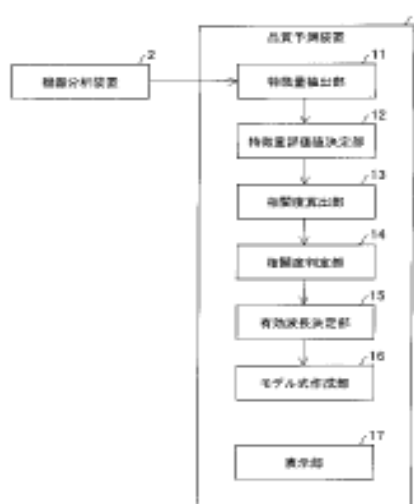 品質予測装置
2
11
機器分析装置
特徴量抽出部
12
特徴量評価値決定部
13
相関度算出部
14
相関度判定部
15
有効波長決定部
16
モデル式作成部
17
表示部